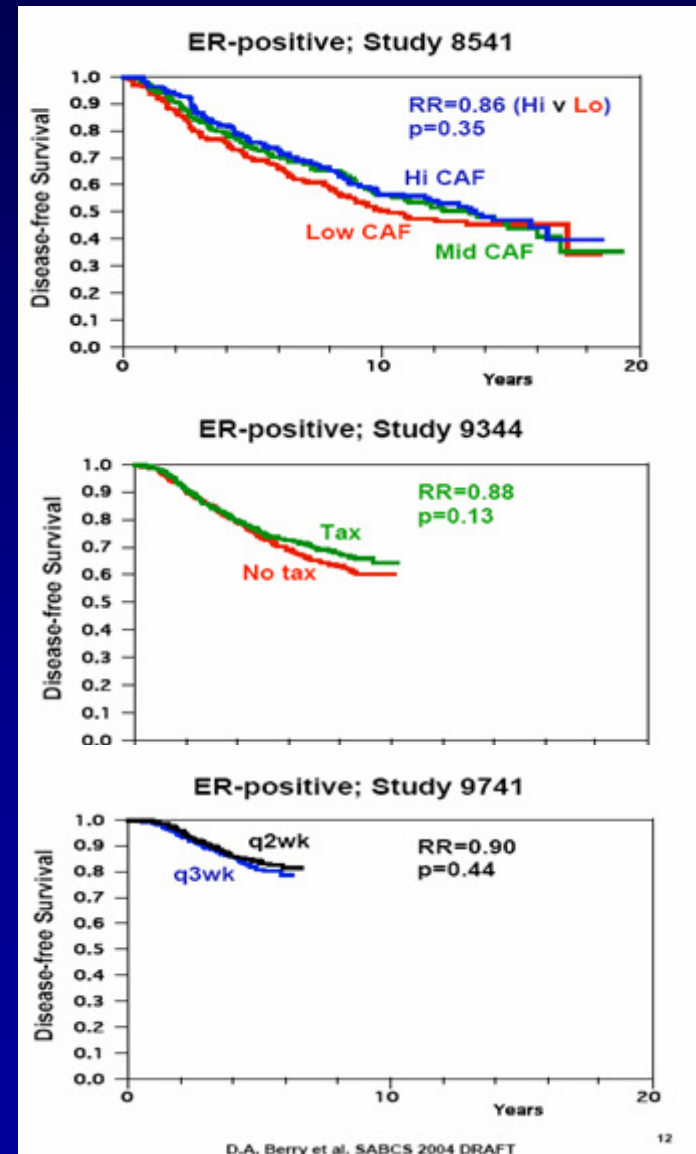 ER-positive; Study 8541
Disease-free Survival
1.0
0.9
0.8
0.7
0.6
0.5
0.4
0.3
0.2
0.1
0.0
RR=0.86 (Hi v Lo)
p=0.35
Hi CAF
Low CAF
Mid CAF
0
10
20
Years
ER-positive; Study 9344
Disease-free Survival
1.0
0.9
0.8
0.7
0.6
0.5
0.4
0.3
0.2
0.1
0.0
RR=0.88
p=0.13
Tax
No tax
ER-positive; Study 9741
Disease-free Survival
1.0
0.9
0.8
0.7
0.6
0.5
0.4
0.3
0.2
0.1
0.0
q2wk
q3wk
RR=0.90
p=0.44
0
10
20
Years
D.A. Berry et al. SABCS 2004 DRAFT
12